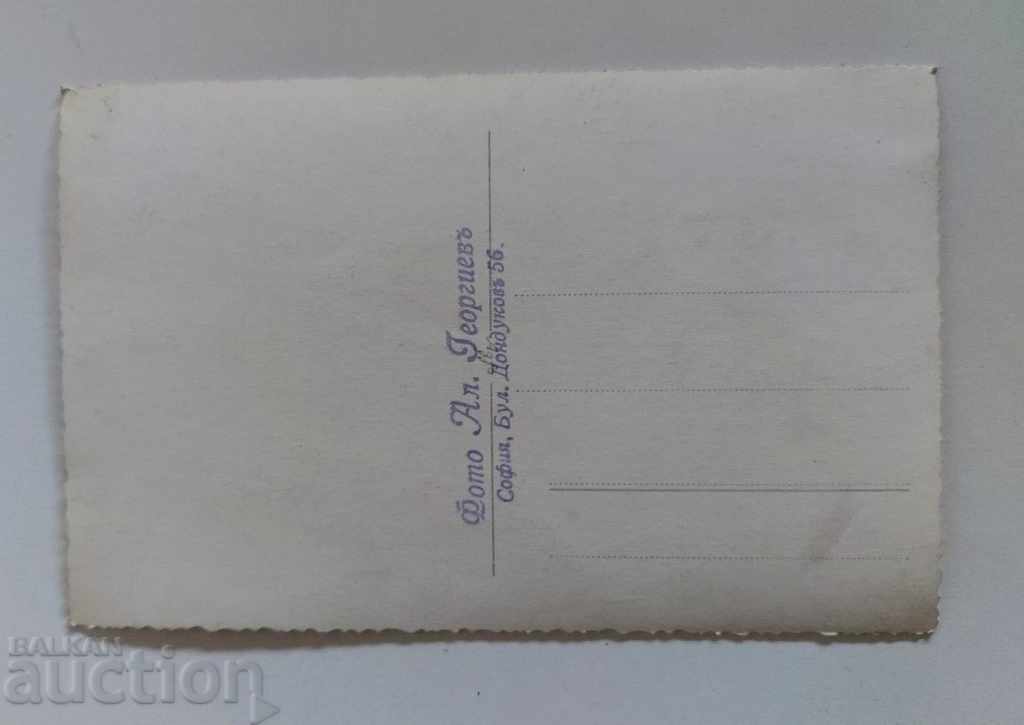 Фото Ал. Георгиевъ
София, Бул. Дондуковъ 56.
BALKAN
auction